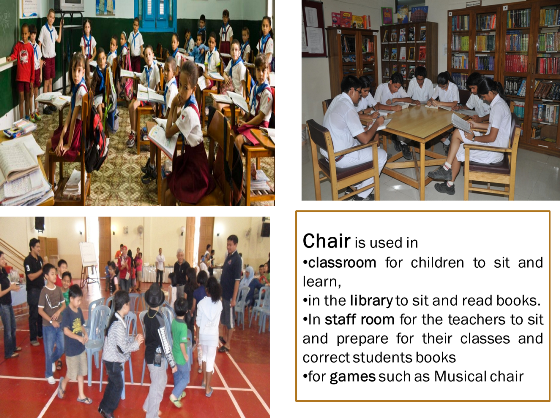 Chair is used in
•classroom for children to sit and
learn,
•in the library to sit and read books.
•In staff room for the teachers to sit
and prepare for their classes and
correct students books
•for games such as Musical chair